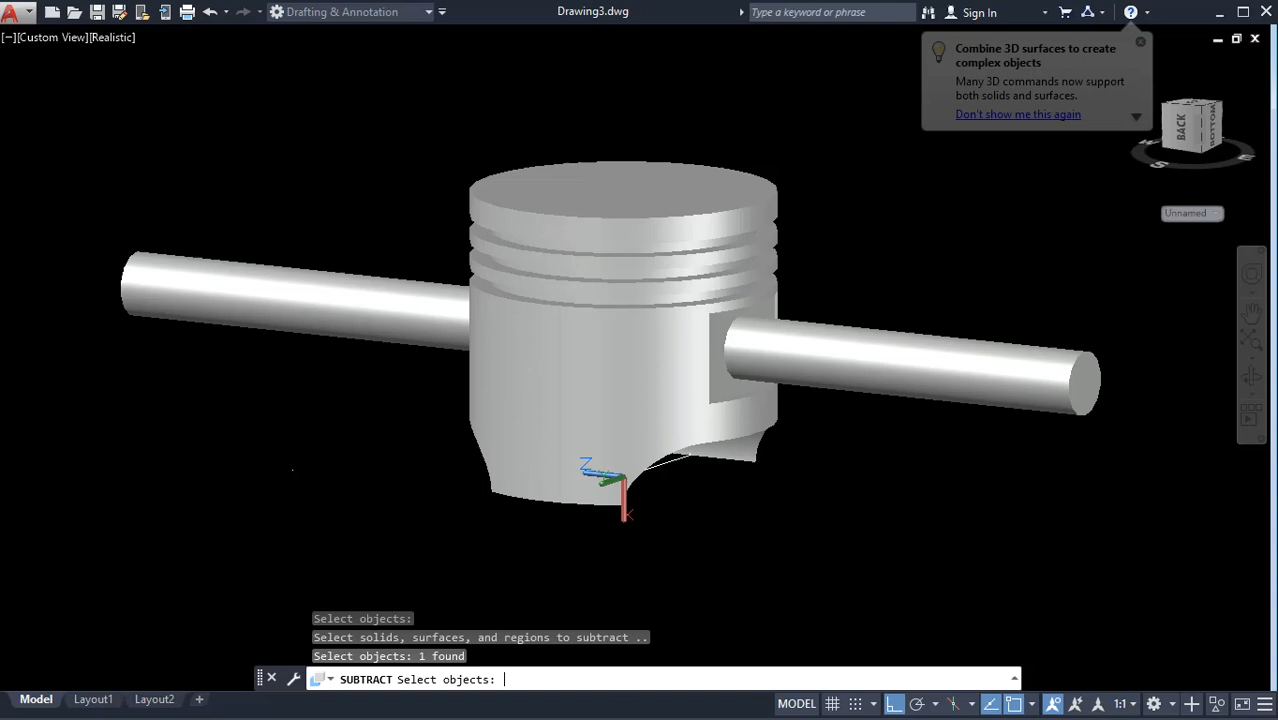 Drafting & Annotation
Drawing3.dwg
Type a keyword or phrase
Sign In
[−][Custom View][Realistic]
Combine 3D surfaces to create
complex objects
Many 3D commands now support
both solids and surfaces.
Don't show me this again
BACK
BOTTOM
S
E
Unnamed
Z
X
Select objects:
Select solids, surfaces, and regions to subtract ..
Select objects: 1 found
SUBTRACT Select objects:
Model
Layout1
Layout2
MODEL
1:1